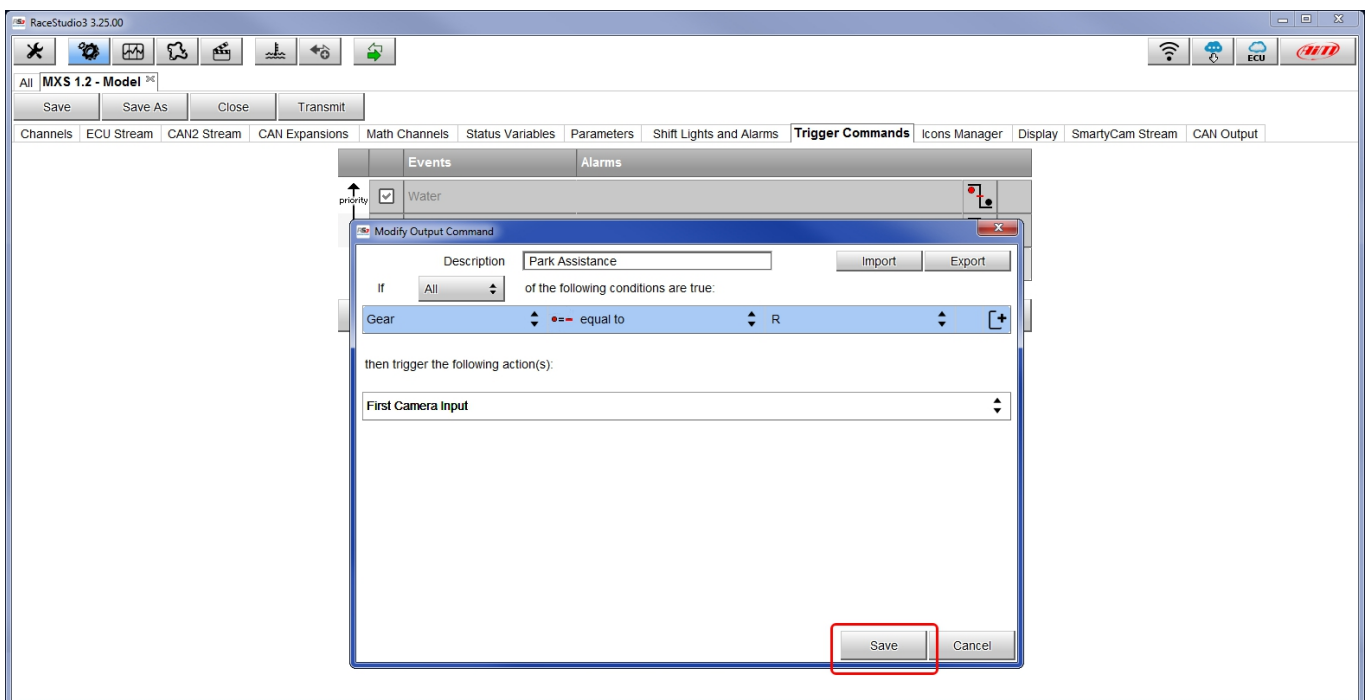 RaceStudio3 3.25.00
ECU
AiM
All MXS 1.2 - Model
Save Save As Close Transmit
Channels ECU Stream CAN2 Stream CAN Expansions Math Channels Status Variables Parameters Shift Lights and Alarms Trigger Commands Icons Manager Display SmartyCam Stream CAN Output
Events Alarms
priority Water
Modify Output Command
Description Park Assistance Import Export
If All of the following conditions are true:
Gear equal to R
then trigger the following action(s):
First Camera Input
Save Cancel